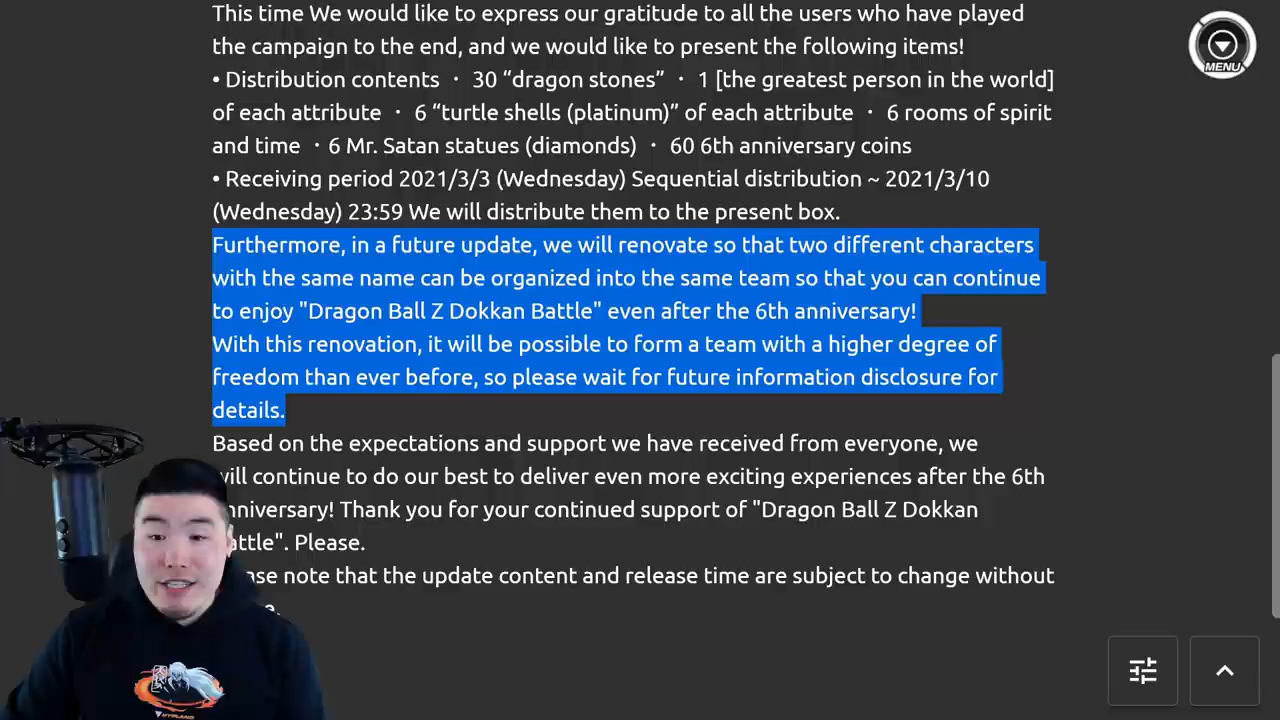 This time We would like to express our gratitude to all the users who have played
the campaign to the end, and we would like to present the following items!
• Distribution contents ・ 30 “dragon stones” ・ 1 [the greatest person in the world]
of each attribute ・ 6 “turtle shells (platinum)” of each attribute ・ 6 rooms of spirit
and time ・6 Mr. Satan statues (diamonds) ・ 60 6th anniversary coins
• Receiving period 2021/3/3 (Wednesday) Sequential distribution ~ 2021/3/10
(Wednesday) 23:59 We will distribute them to the present box.
Furthermore, in a future update, we will renovate so that two different characters
with the same name can be organized into the same team so that you can continue
to enjoy "Dragon Ball Z Dokkan Battle" even after the 6th anniversary!
With this renovation, it will be possible to form a team with a higher degree of
freedom than ever before, so please wait for future information disclosure for
details.
Based on the expectations and support we have received from everyone, we
will continue to do our best to deliver even more exciting experiences after the 6th
anniversary! Thank you for your continued support of "Dragon Ball Z Dokkan
Battle". Please.
note that the update content and release time are subject to change without
MENU